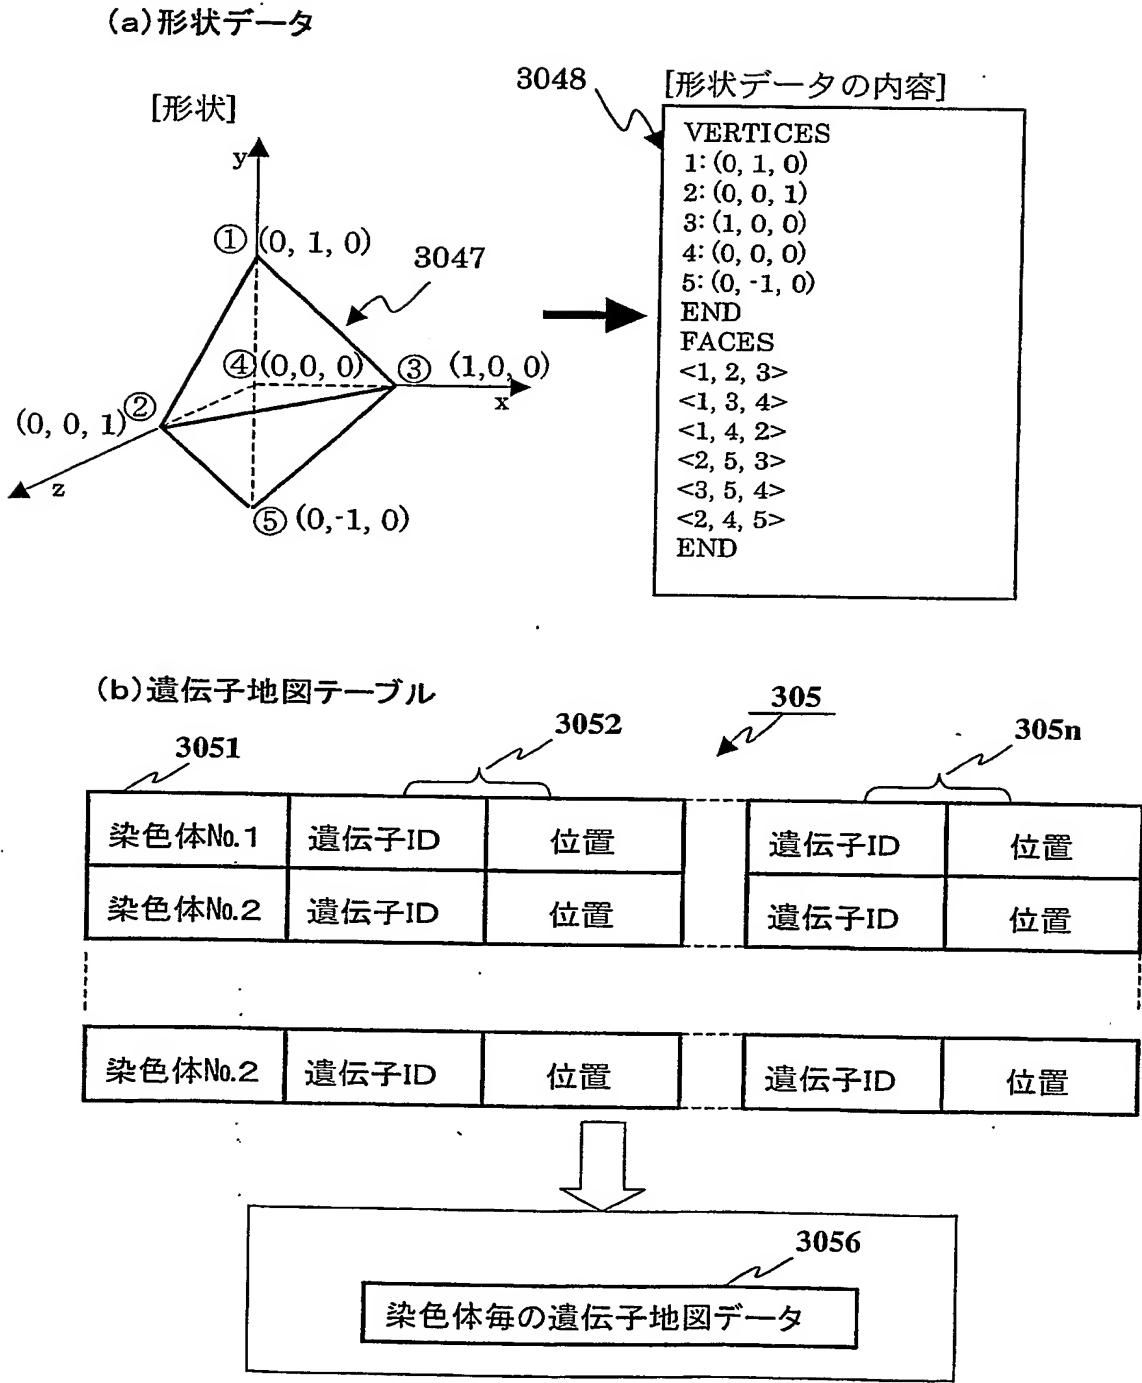 (a)形状データ
[形状]
3048
[形状データの内容]
y
① (0, 1, 0)
3047
④ (0,0, 0)
③ (1,0, 0)
x
②
(0, 0, 1)
z
⑤ (0,-1, 0)
VERTICES
1: (0, 1, 0)
2: (0, 0, 1)
3: (1, 0, 0)
4: (0, 0, 0)
5: (0, -1, 0)
END
FACES
<1, 2, 3>
<1, 3, 4>
<1, 4, 2>
<2, 5, 3>
<3, 5, 4>
<2, 4, 5>
END
(b)遺伝子地図テーブル
305
3051
3052
305n
染色体No.1 遺伝子ID 位置 遺伝子ID 位置
染色体No.2 遺伝子ID 位置 遺伝子ID 位置
染色体No.2 遺伝子ID 位置 遺伝子ID 位置
3056
染色体毎の遺伝子地図データ